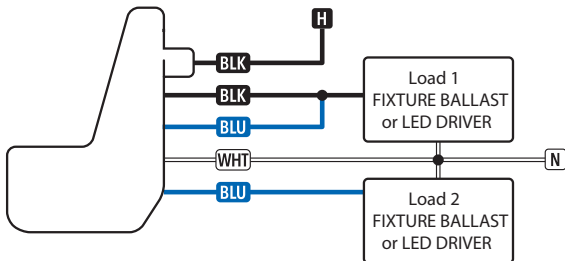 H
BLK
BLK
BLU
WHT
BLU
Load 1
FIXTURE BALLAST
or LED DRIVER
N
Load 2
FIXTURE BALLAST
or LED DRIVER